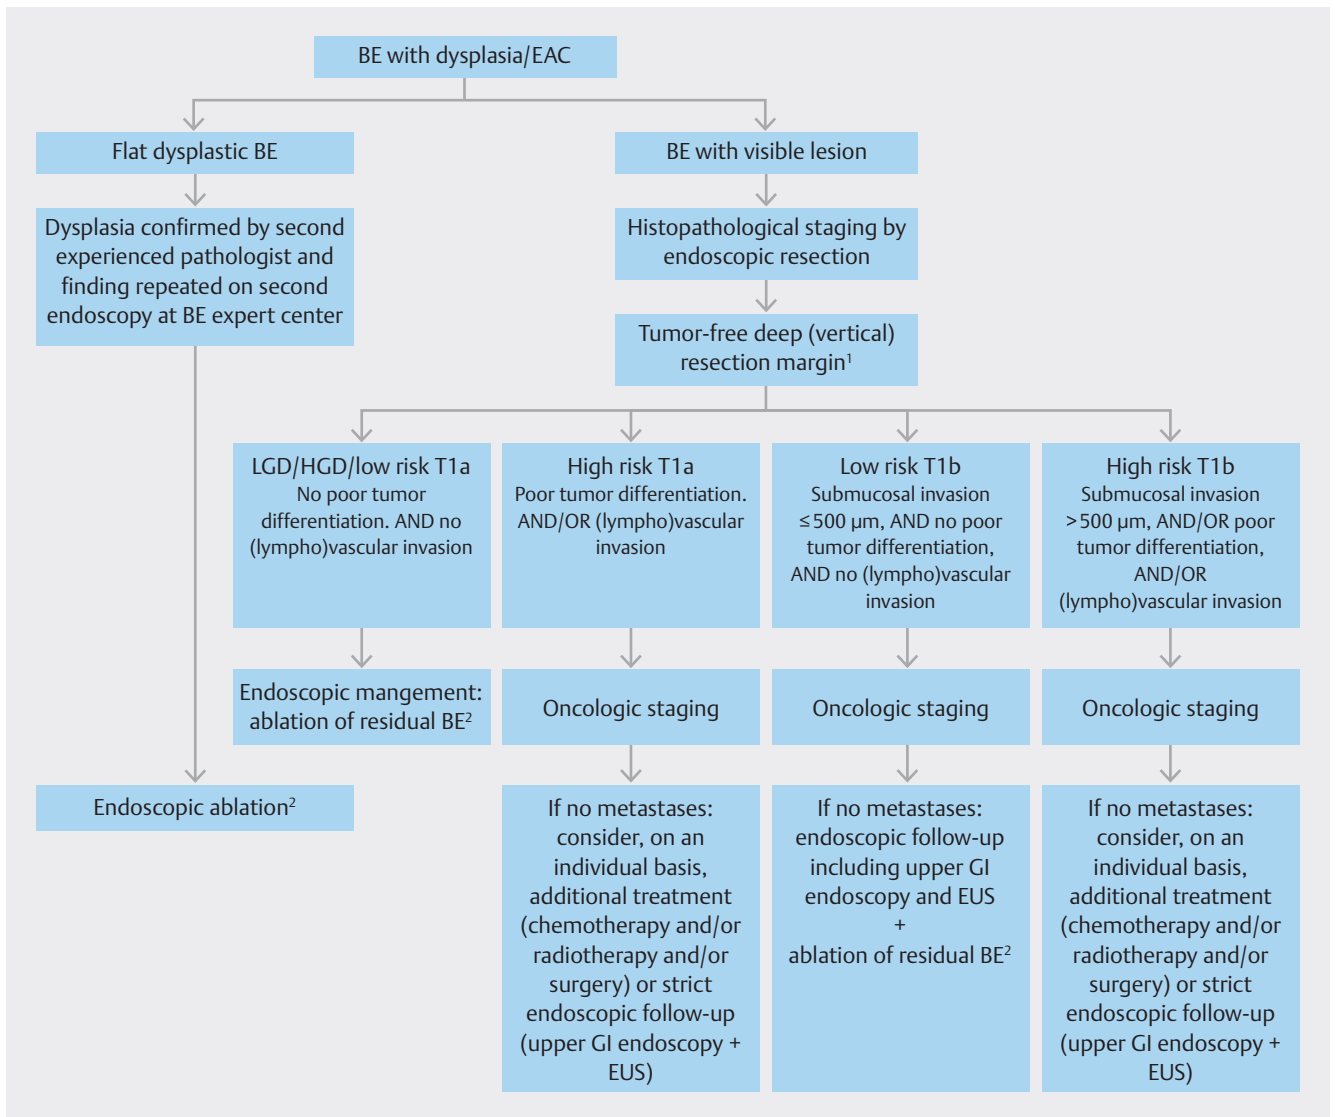 BE with dysplasia/EAC
Flat dysplastic BE
BE with visible lesion
Dysplasia confirmed by second
experienced pathologist and
finding repeated on second
endoscopy at BE expert center
Histopathological staging by
endoscopic resection
Tumor-free deep (vertical)
resection margin¹
LGD/HGD/low risk T1a
No poor tumor
differentiation. AND no
(lympho)vascular invasion
High risk T1a
Poor tumor differentiation.
AND/OR (lympho)vascular
invasion
Low risk T1b
Submucosal invasion
≤500 µm, AND no poor
tumor differentiation,
AND no (lympho)vascular
invasion
High risk T1b
Submucosal invasion
>500 µm, AND/OR poor
tumor differentiation,
AND/OR
(lympho)vascular invasion
Endoscopic mangement:
ablation of residual BE²
Oncologic staging
Oncologic staging
Oncologic staging
Endoscopic ablation²
If no metastases:
consider, on an
individual basis,
additional treatment
(chemotherapy and/or
radiotherapy and/or
surgery) or strict
endoscopic follow-up
(upper GI endoscopy +
EUS)
If no metastases:
endoscopic follow-up
including upper GI
endoscopy and EUS
+
ablation of residual BE²
If no metastases:
consider, on an
individual basis,
additional treatment
(chemotherapy and/or
radiotherapy and/or
surgery) or strict
endoscopic follow-up
(upper GI endoscopy +
EUS)